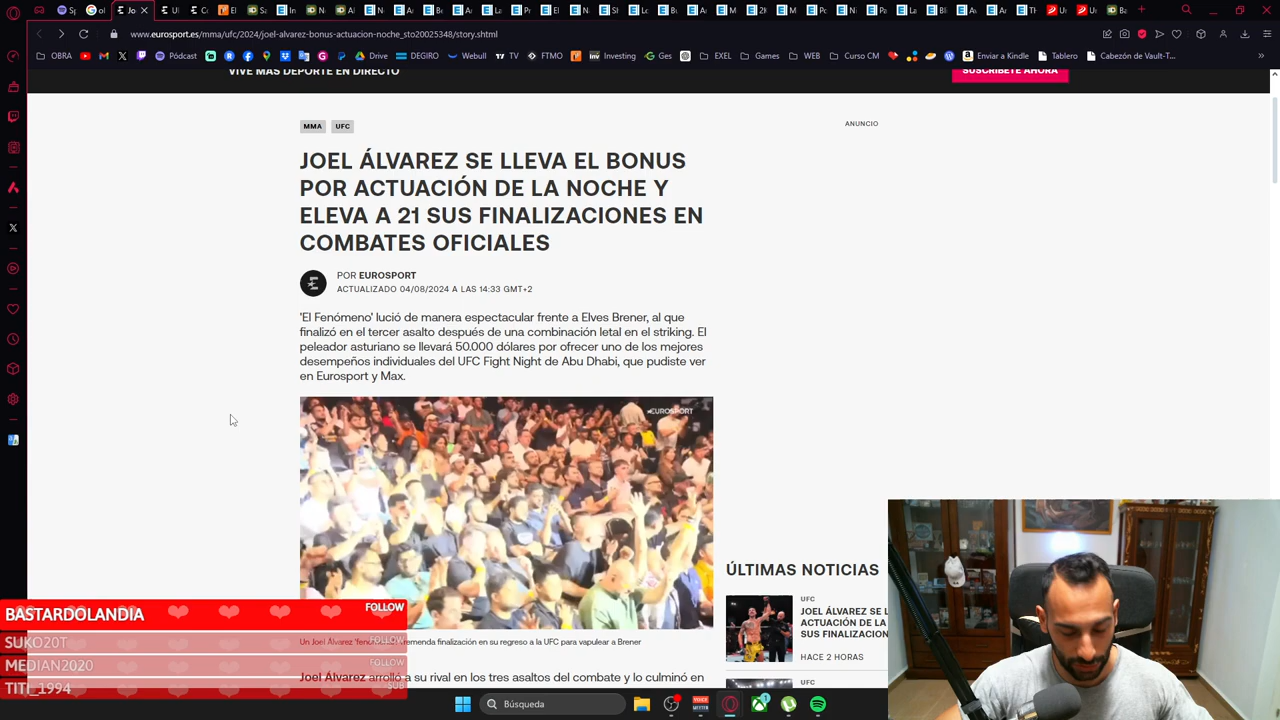 www.eurosport.es/mma/ufc/2024/joel-alvarez-bonus-actuacion-noche_sto20025348/story.shtml
OBRA
Pódcast
Drive
DEGIRO
Webull
TV
FTMO
Investing
Ges
EXEL
Games
WEB
Curso CM
Enviar a Kindle
Tablero
Cabezón de Vault-T...
VIVE MÁS DEPORTE EN DIRECTO
SUSCRÍBETE AHORA
MMA
UFC
ANUNCIO
JOEL ÁLVAREZ SE LLEVA EL BONUS
POR ACTUACIÓN DE LA NOCHE Y
ELEVA A 21 SUS FINALIZACIONES EN
COMBATES OFICIALES
POR EUROSPORT
ACTUALIZADO 04/08/2024 A LAS 14:33 GMT+2
'El Fenómeno' lució de manera espectacular frente a Elves Brener, al que
finalizó en el tercer asalto después de una combinación letal en el striking. El
peleador asturiano se llevará 50.000 dólares por ofrecer uno de los mejores
desempeños individuales del UFC Fight Night de Abu Dhabi, que pudiste ver
en Eurosport y Max.
EUROSPORT
ÚLTIMAS NOTICIAS
UFC
JOEL ÁLVAREZ SE L
ACTUACIÓN DE LA
SUS FINALIZACION
HACE 2 HORAS
UFC
BASTARDOLANDIA
FOLLOW
SUKO20T
FOLLOW
MEDIAN2020
FOLLOW
TITI_1994
SUB
Un Joel Álvarez
remenda finalización en su regreso a la UFC para vapulear a Brener
Joel Álvarez arrolló a su rival en los tres asaltos del combate y lo culminó en
Búsqueda